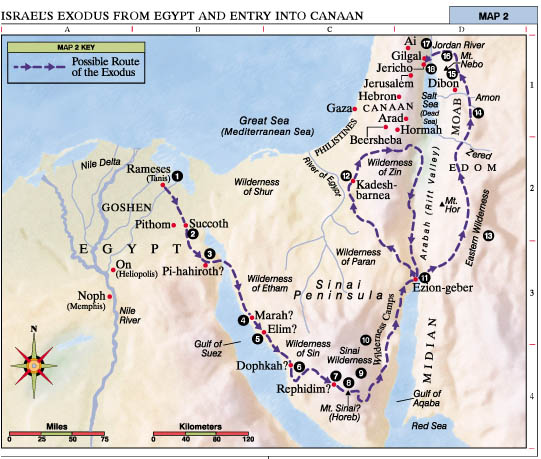 ISRAEL'S EXODUS FROM EGYPT AND ENTRY INTO CANAAN
MAP 2
A
B
C
D
MAP 2 KEY
Possible Route
of the Exodus
Ai
17
Jordan River
Gilgal
16
Mt.
Nebo
Jericho
16
15
Jerusalem
Dibon
Hebron
Salt
Sea
(Dead
Sea)
1
Gaza
CANAAN
Arnon
MOAB
14
Great Sea
(Mediterranean Sea)
Arad
Hormah
Beersheba
PHILISTINES
Zered
EDOM
Nile Delta
Rameses
(Tanis)
1
River of Egypt
12
Wilderness
of Zin
Wilderness
of Shur
Kadesh-
barnea
2
GOSHEN
Arabah (Rift Valley)
Mt.
Hor
Pithom
Succoth
2
Eastern Wilderness
13
EGYPT
3
Wilderness
of Paran
On
(Heliopolis)
Pi-hahiroth?
Wilderness
of Etham
Sinai
Peninsula
11
Ezion-geber
Noph
(Memphis)
Nile
River
4
Marah?
3
5
Elim?
Gulf of
Suez
Wilderness
of Sin
10
Sinai
Wilderness
Wilderness Camps
MIDIAN
N
Dophkah?
6
7
9
Rephidim?
8
Mt. Sinai?
(Horeb)
Gulf of
Aqaba
4
Red Sea
Miles
0 25 50 75
Kilometers
0 40 80 120
A
B
C
D